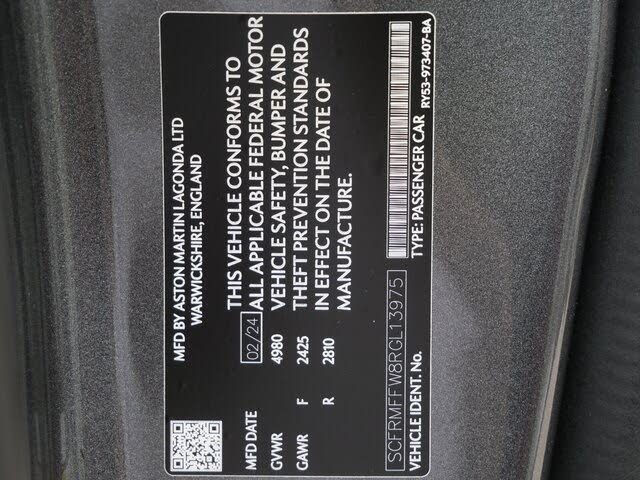 MFD BY ASTON MARTIN LAGONDA LTD
WARWICKSHIRE, ENGLAND
MFD DATE 02/24
GVWR 4980
GAWR F 2425
R 2810
THIS VEHICLE CONFORMS TO
ALL APPLICABLE FEDERAL MOTOR
VEHICLE SAFETY, BUMPER AND
THEFT PREVENTION STANDARDS
IN EFFECT ON THE DATE OF
MANUFACTURE.
SCFRMFFW8RGL13975
VEHICLE IDENT. No.
TYPE: PASSENGER CAR
RY53-973407-BA